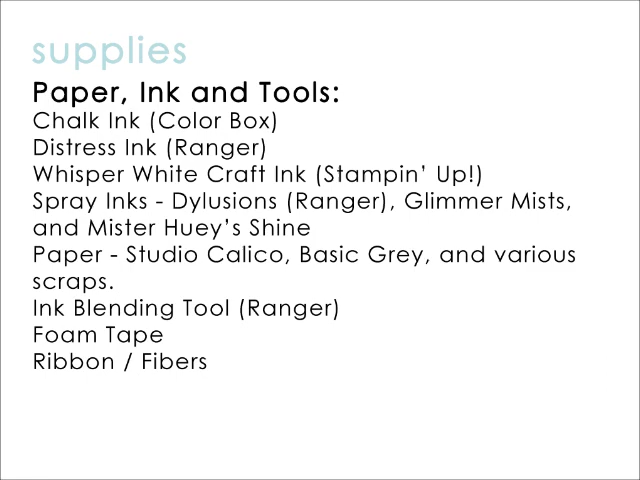 supplies
Paper, Ink and Tools:
Chalk Ink (Color Box)
Distress Ink (Ranger)
Whisper White Craft Ink (Stampin’ Up!)
Spray Inks - Dylusions (Ranger), Glimmer Mists,
and Mister Huey’s Shine
Paper - Studio Calico, Basic Grey, and various
scraps.
Ink Blending Tool (Ranger)
Foam Tape
Ribbon / Fibers